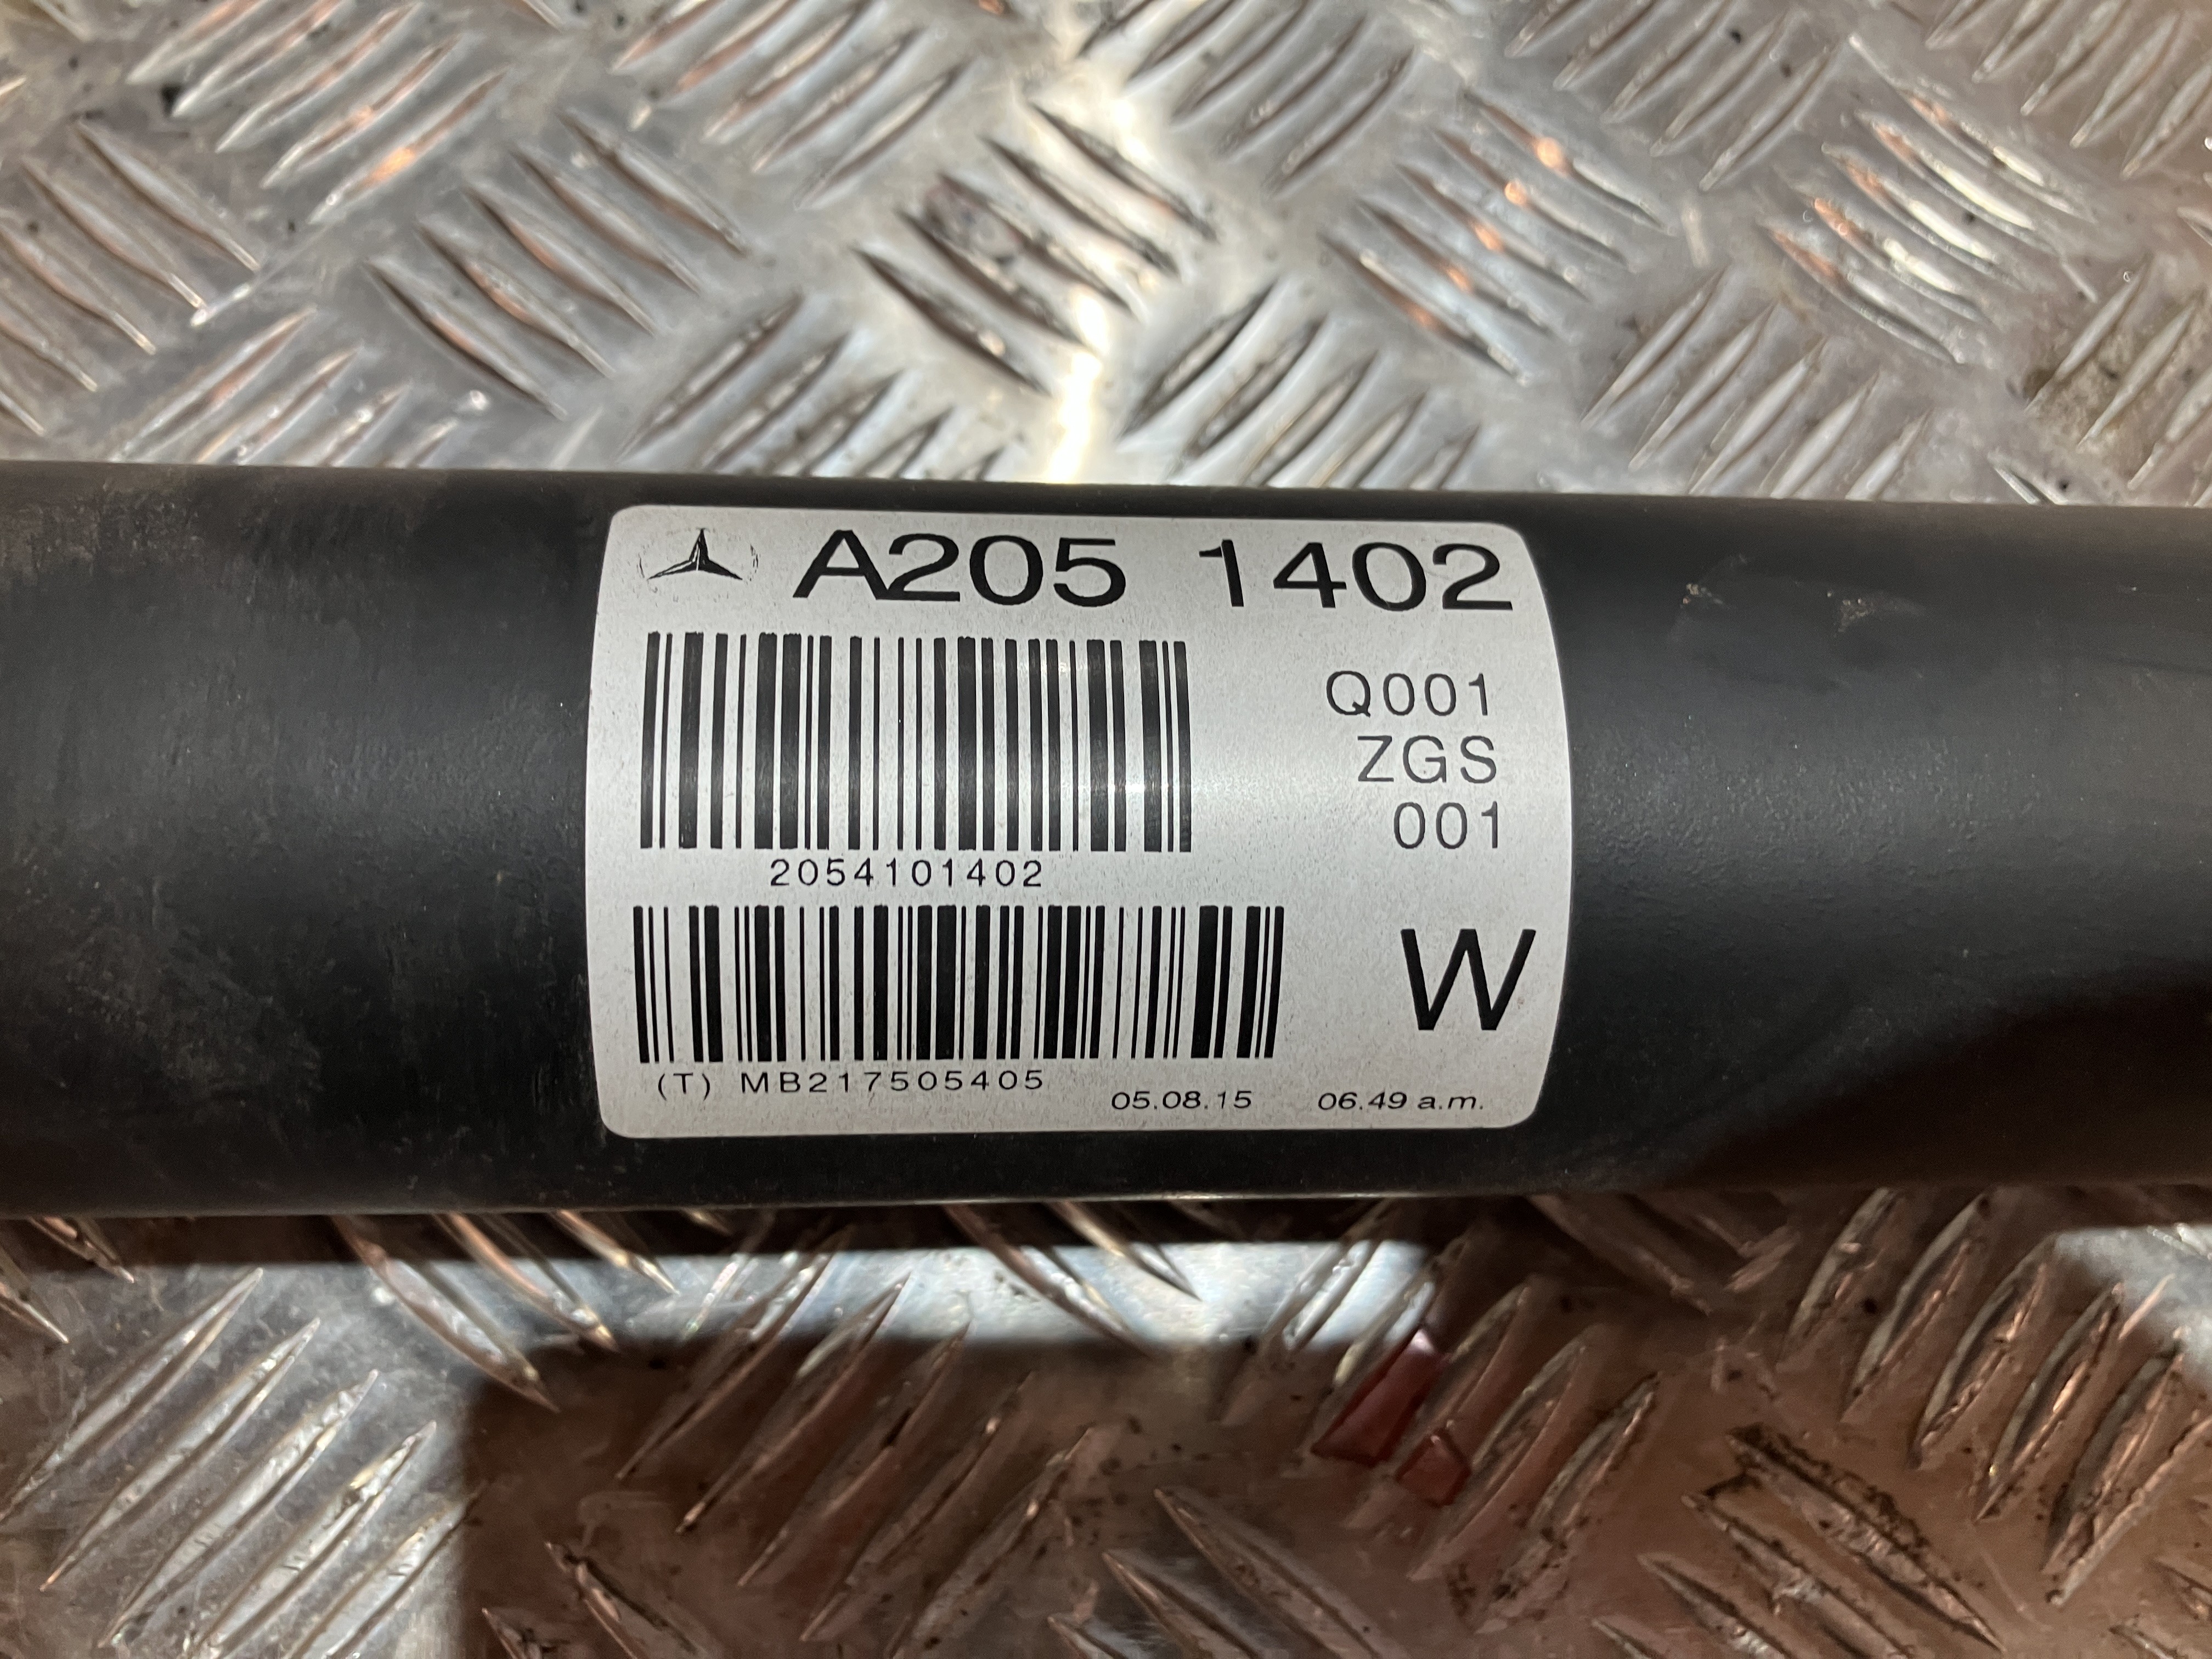 A205 1402
Q001
ZGS
001
2054101402
W
(T) MB217505405
05.08.15 06.49 a.m.